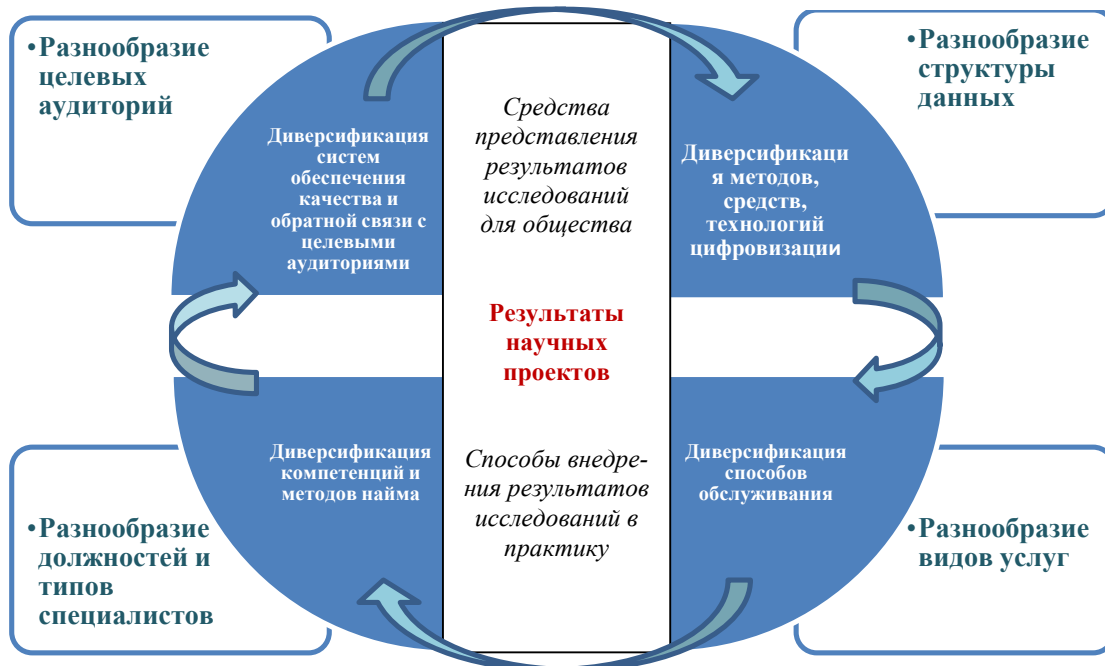 •Разнообразие
целевых
аудиторий
Диверсификация
систем
обеспечения
качества и
обратной связи с
целевыми
аудиториями
Средства
представления
результатов
исследований
для общества
•Разнообразие
структуры
данных
Диверсификаци
я методов,
средств,
технологий
цифровизации
Результаты
научных
проектов
•Разнообразие
должностей и
типов
специалистов
Диверсификация
компетенций и
методов найма
Способы внедре-
ния результатов
исследований в
практику
Диверсификация
способов
обслуживания
•Разнообразие
видов услуг